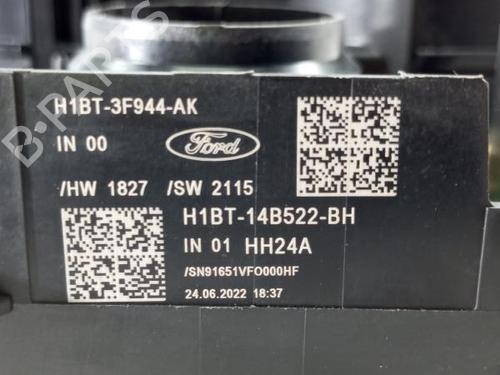 H1BT-3F944-AK
IN 00
Ford
/HW 1827 /SW 2115
H1BT-14B522-BH
IN 01 HH24A
/SN91651VFO000HF
24.06.2022 18:37
B-PARTS